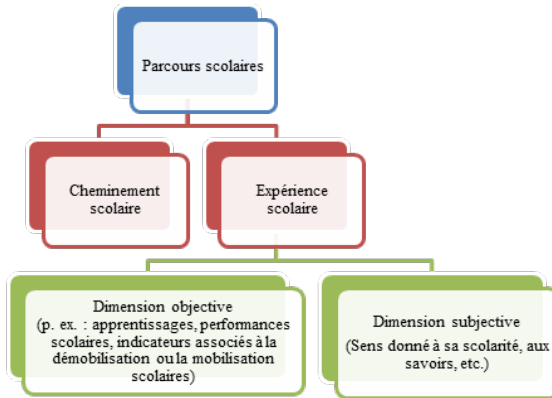 Parcours scolaires
Cheminement
scolaire
Expérience
scolaire
Dimension objective
(p. ex. : apprentissages, performances
scolaires, indicateurs associés à la
démobilisation ou la mobilisation
scolaires)
Dimension subjective
(Sens donné à sa scolarité, aux
savoirs, etc.)